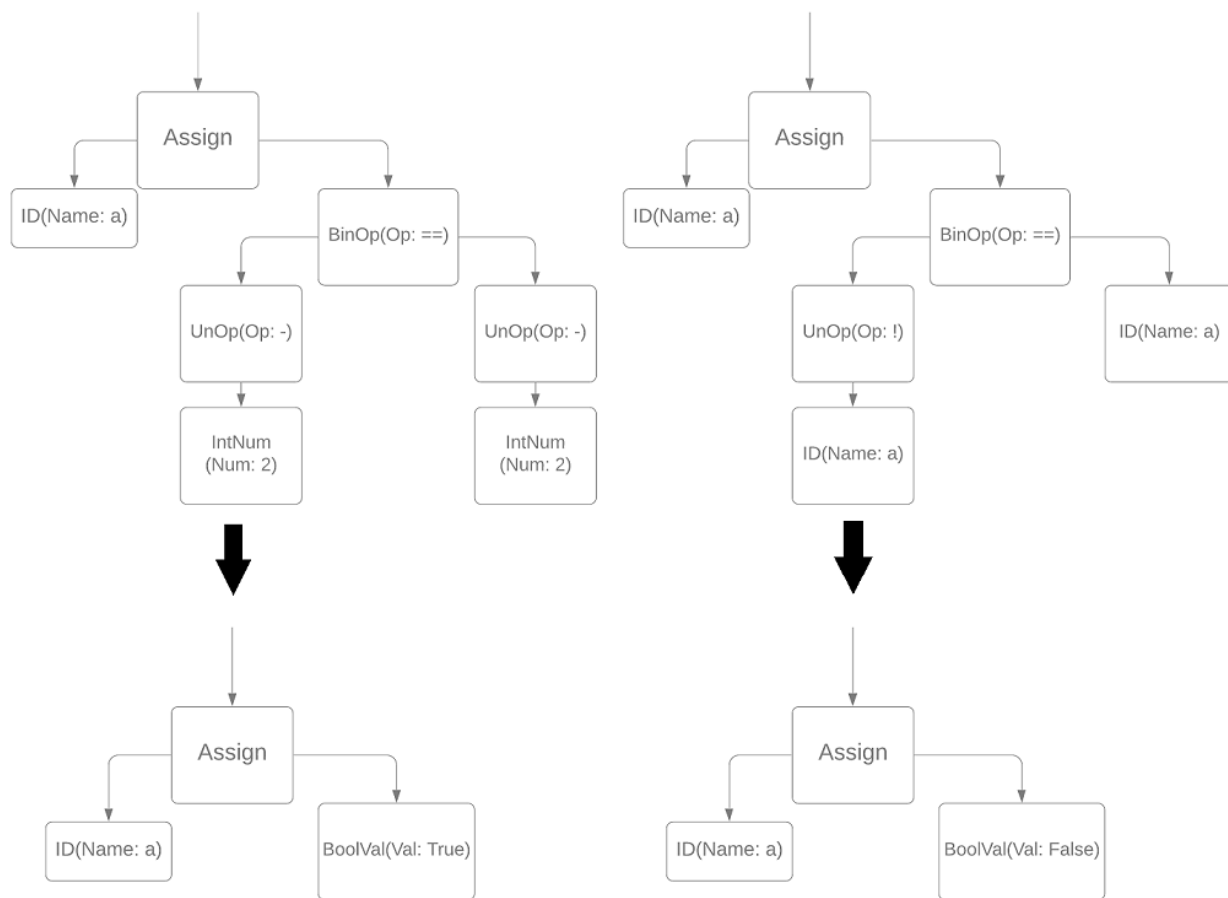 Assign
ID(Name: a)
BinOp(Op: ==)
UnOp(Op: -)
UnOp(Op: -)
IntNum
(Num: 2)
IntNum
(Num: 2)
Assign
ID(Name: a)
BoolVal(Val: True)
Assign
ID(Name: a)
BinOp(Op: ==)
UnOp(Op: !)
ID(Name: a)
ID(Name: a)
Assign
ID(Name: a)
BoolVal(Val: False)